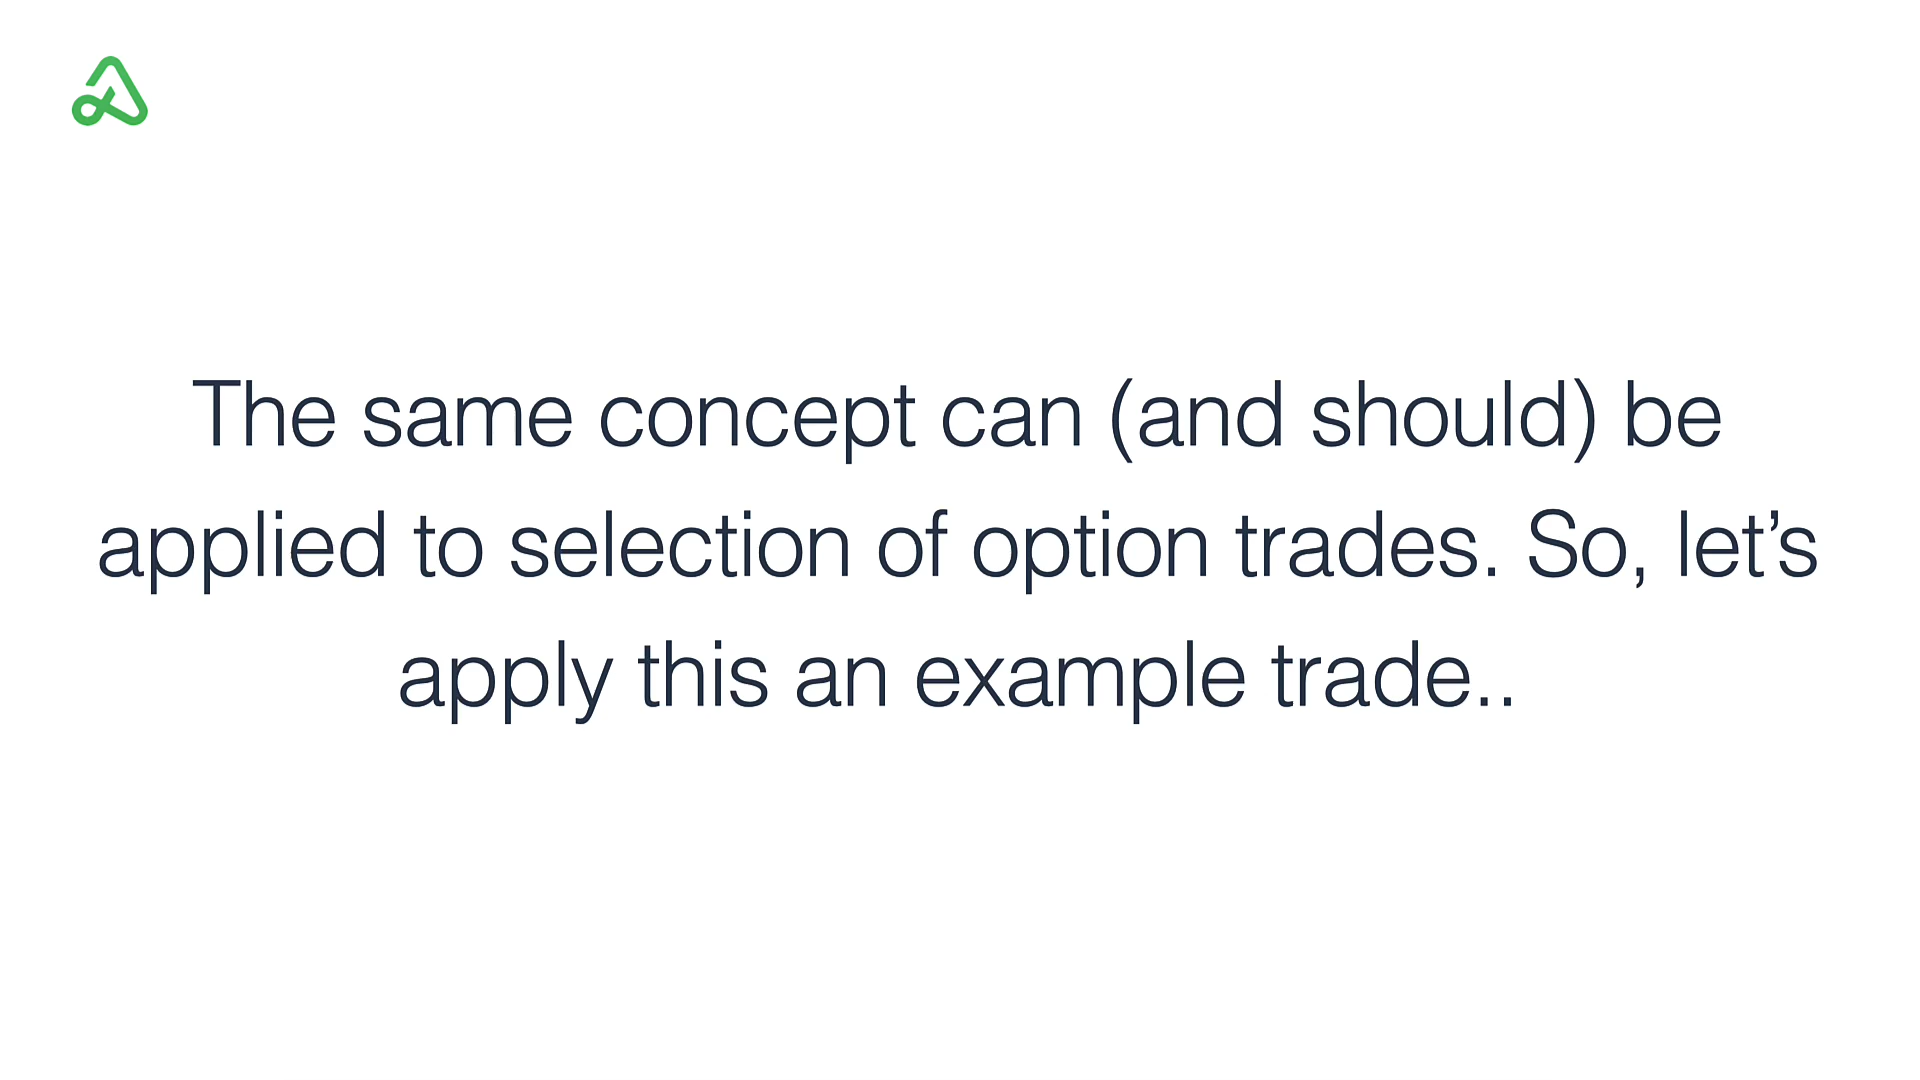 The same concept can (and should) be
applied to selection of option trades. So, let’s
apply this an example trade..